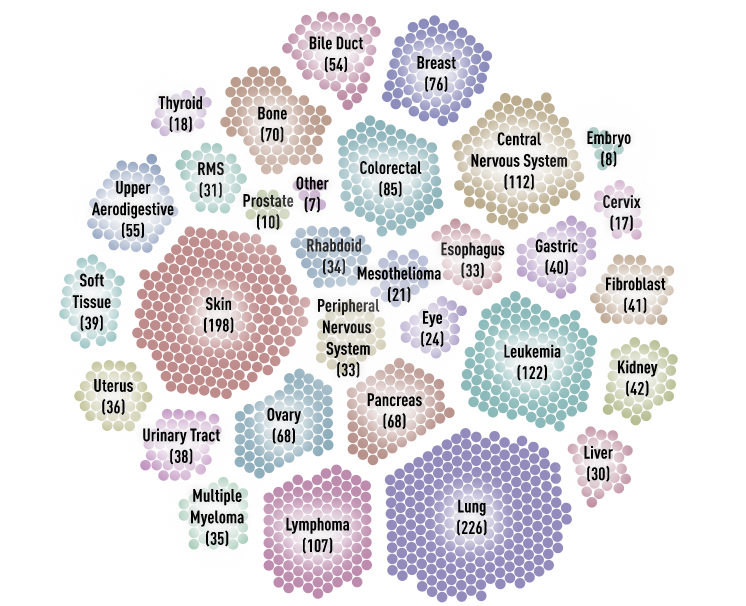 Bile Duct
(54)
Breast
(76)
Thyroid
(18)
Bone
(70)
Central
Nervous System
(112)
Embryo
(8)
RMS
(31)
Colorectal
(85)
Other
(7)
Upper
Aerodigestive
(55)
Prostate
(10)
Cervix
(17)
Rhabdoid
(34)
Esophagus
(33)
Gastric
(40)
Mesothelioma
(21)
Soft
Tissue
(39)
Skin
(198)
Fibroblast
(41)
Peripheral
Nervous
System
(33)
Eye
(24)
Leukemia
(122)
Kidney
(42)
Uterus
(36)
Pancreas
(68)
Ovary
(68)
Urinary Tract
(38)
Liver
(30)
Multiple
Myeloma
(35)
Lymphoma
(107)
Lung
(226)